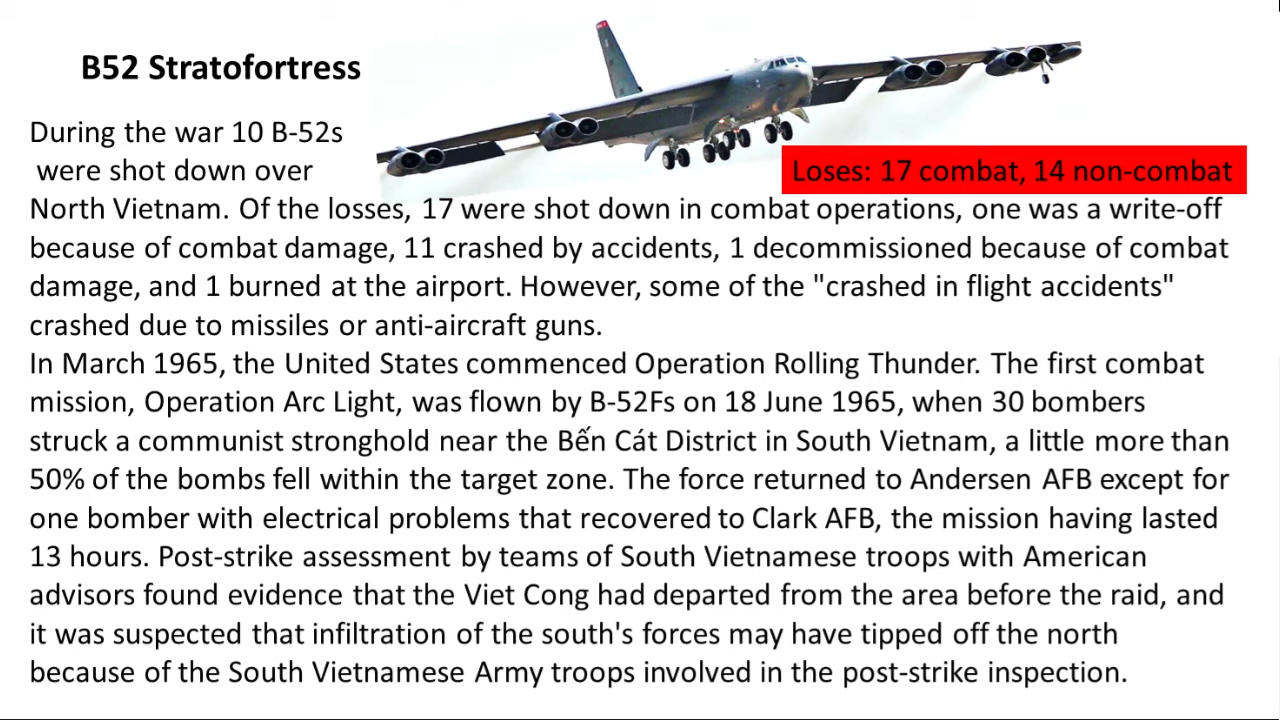 B52 Stratofortress
During the war 10 B-52s
were shot down over
Loses: 17 combat, 14 non-combat
North Vietnam. Of the losses, 17 were shot down in combat operations, one was a write-off
because of combat damage, 11 crashed by accidents, 1 decommissioned because of combat
damage, and 1 burned at the airport. However, some of the "crashed in flight accidents"
crashed due to missiles or anti-aircraft guns.
In March 1965, the United States commenced Operation Rolling Thunder. The first combat
mission, Operation Arc Light, was flown by B-52Fs on 18 June 1965, when 30 bombers
struck a communist stronghold near the Bến Cát District in South Vietnam, a little more than
50% of the bombs fell within the target zone. The force returned to Andersen AFB except for
one bomber with electrical problems that recovered to Clark AFB, the mission having lasted
13 hours. Post-strike assessment by teams of South Vietnamese troops with American
advisors found evidence that the Viet Cong had departed from the area before the raid, and
it was suspected that infiltration of the south's forces may have tipped off the north
because of the South Vietnamese Army troops involved in the post-strike inspection.